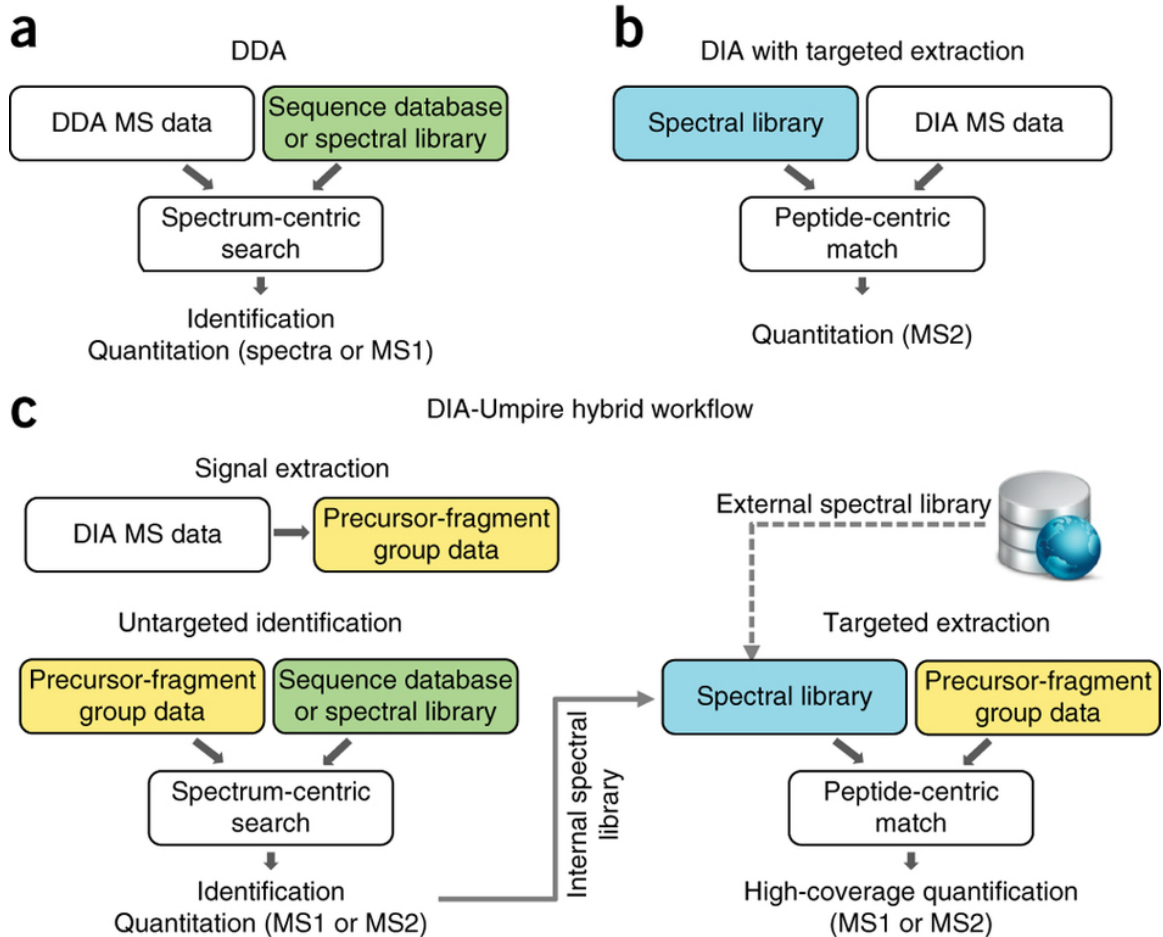 a
DDA
DDA MS data
Sequence database
or spectral library
Spectrum-centric
search
Identification
Quantitation (spectra or MS1)
b
DIA with targeted extraction
Spectral library
DIA MS data
Peptide-centric
match
Quantitation (MS2)
c
DIA-Umpire hybrid workflow
Signal extraction
DIA MS data
Precursor-fragment
group data
Untargeted identification
Precursor-fragment
group data
Sequence database
or spectral library
Spectrum-centric
search
Identification
Quantitation (MS1 or MS2)
Internal spectral
library
External spectral library
Targeted extraction
Spectral library
Precursor-fragment
group data
Peptide-centric
match
High-coverage quantification
(MS1 or MS2)